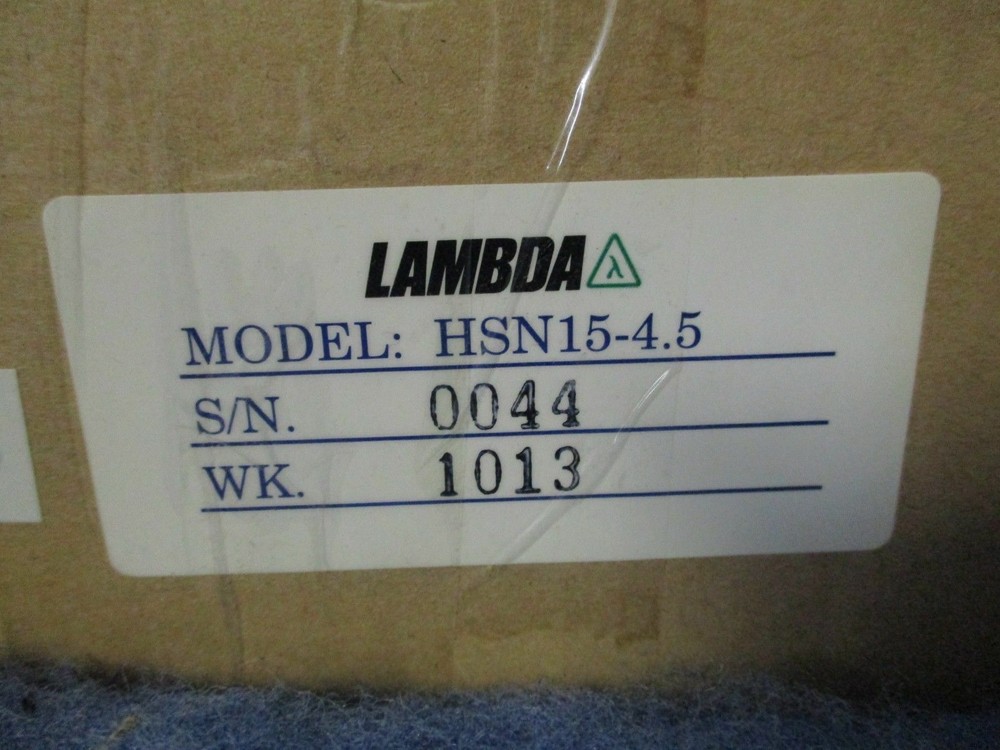 LAMBDA λ
MODEL: HSN15-4.5
S/N. 0044
WK. 1013